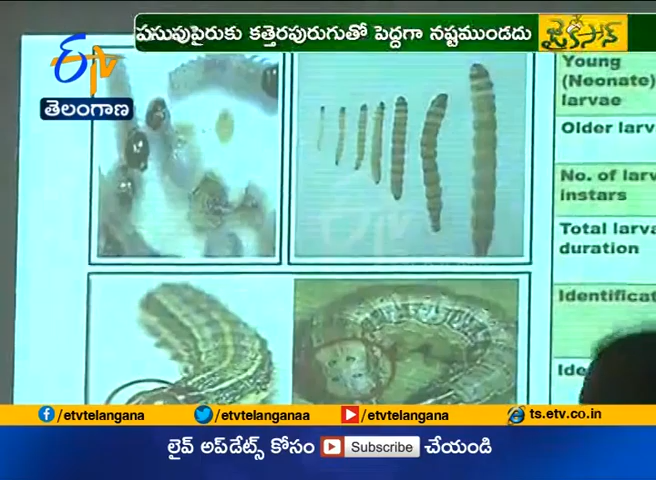 పసుపుపైరుకు కత్తెరపురుగుతో పెద్దగా నష్టముండదు
జైకిసాన్
ETV
తెలంగాణ
Young
(Neonate)
larvae
Older larv
No. of larv
instars
Total larva
duration
Identificat
Ide
/etvtelangana
/etvtelanganaa
/etvtelangana
ts.etv.co.in
లైవ్ అప్‌డేట్స్ కోసం Subscribe చేయండి